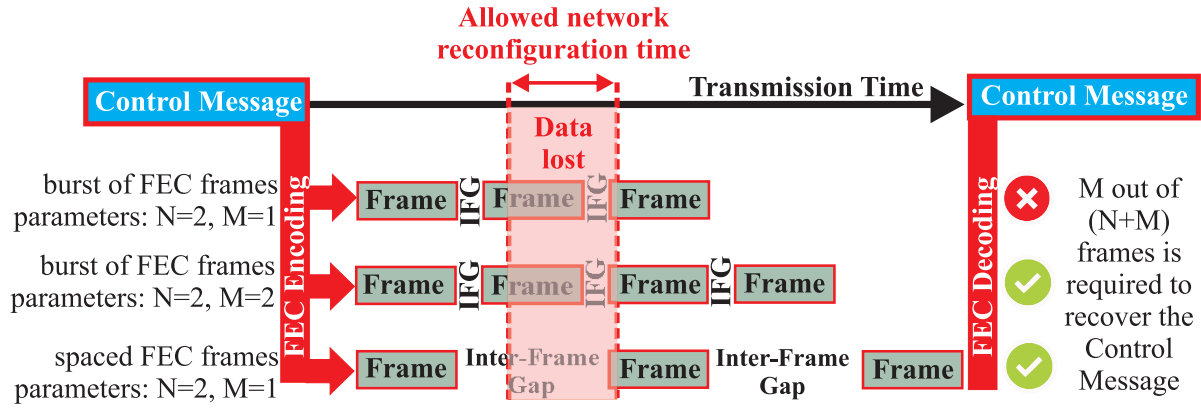 Allowed network
reconfiguration time
Control Message
Transmission Time
Control Message
Data
lost
FEC Encoding
FEC Decoding
burst of FEC frames
parameters: N=2, M=1
Frame IFG Frame IFG Frame
burst of FEC frames
parameters: N=2, M=2
Frame IFG Frame IFG Frame IFG Frame
spaced FEC frames
parameters: N=2, M=1
Frame Inter-Frame Gap Frame Inter-Frame Gap Frame
M out of
(N+M)
frames is
required to
recover the
Control
Message